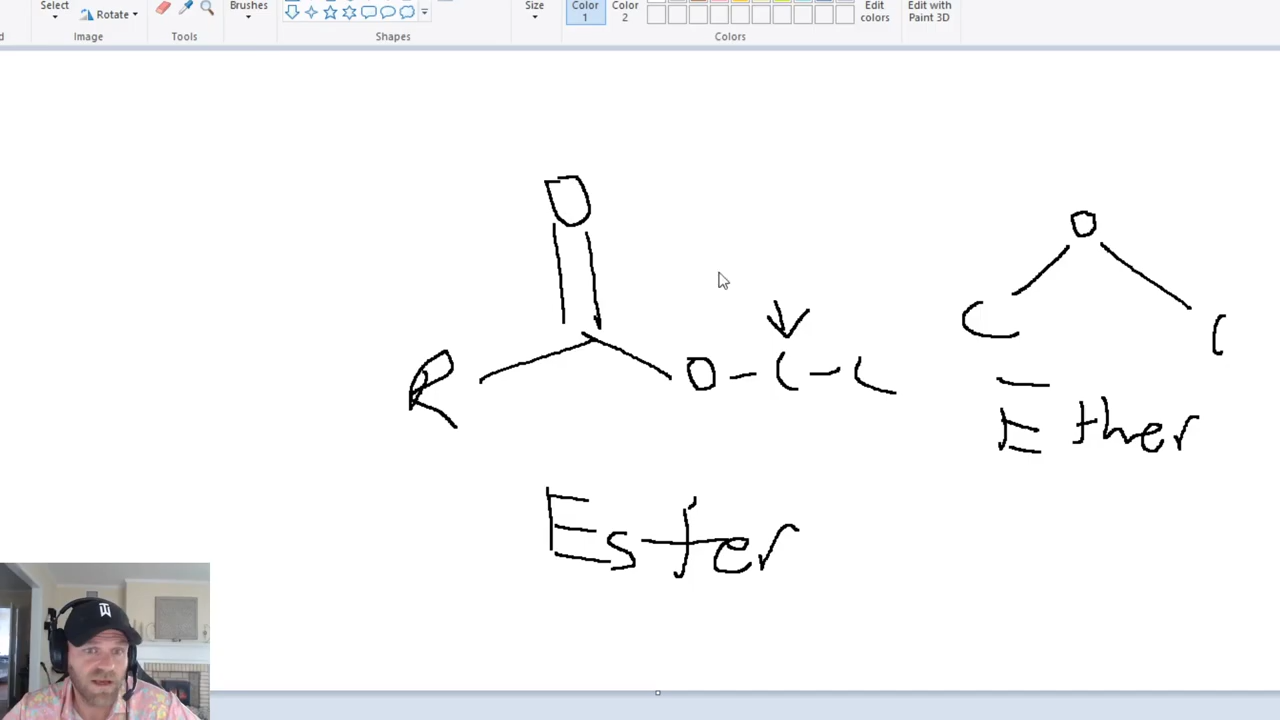 Select
Rotate
Image
Tools
Brushes
Shapes
Size
Color
1
Color
2
Colors
Edit
colors
Edit with
Paint 3D
O
O
R
O - C - C
C
C
Ether
Ester